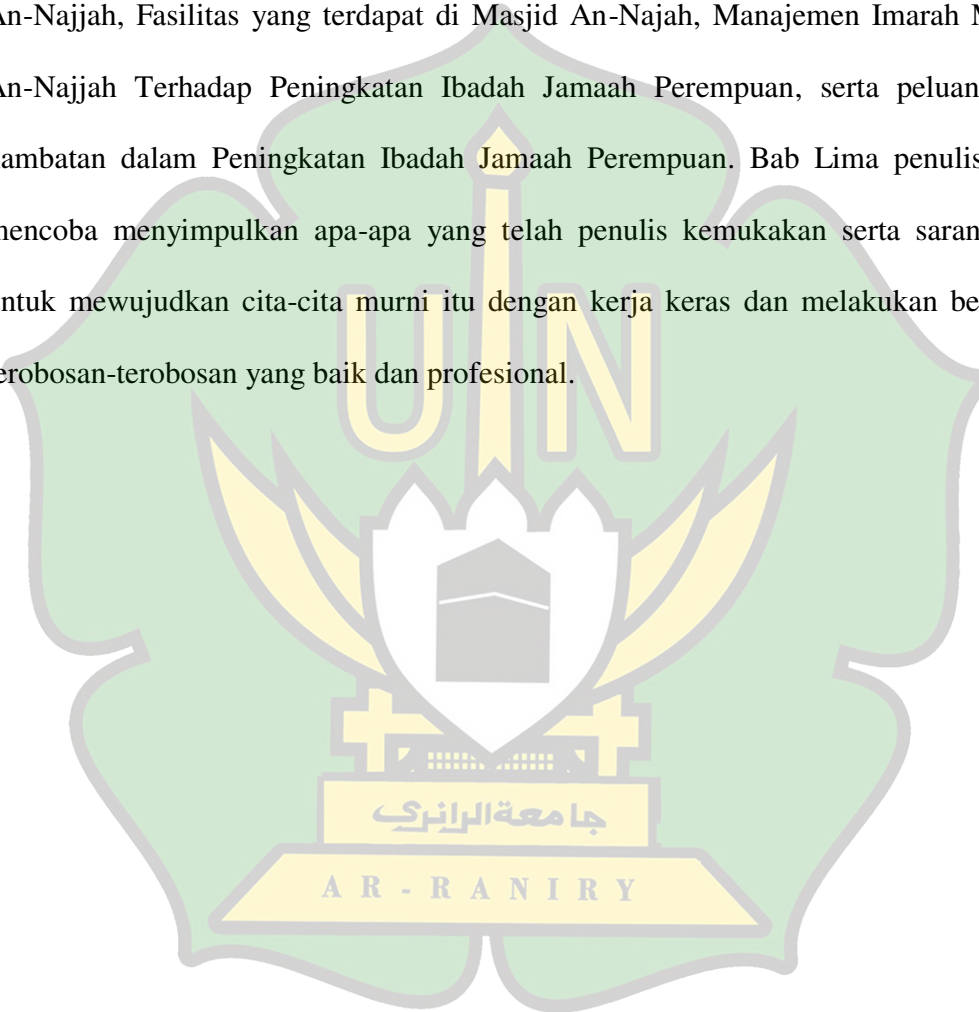 An-Najjah, Fasilitas yang terdapat di Masjid An-Najah, Manajemen Imarah
An-Najjah Terhadap Peningkatan Ibadah Jamaah Perempuan, serta
dalam Peningkatan Ibadah Jamaah Perempuan. Bab Lima penulis
mencoba menyimpulkan apa-apa yang telah penulis kemukakan serta saran
untuk mewujudkan cita-cita murni itu dengan kerja keras dan melakukan
terobosan-terobosan yang baik dan profesional.
UIN
جامعةالرانري
AR-RANIRY